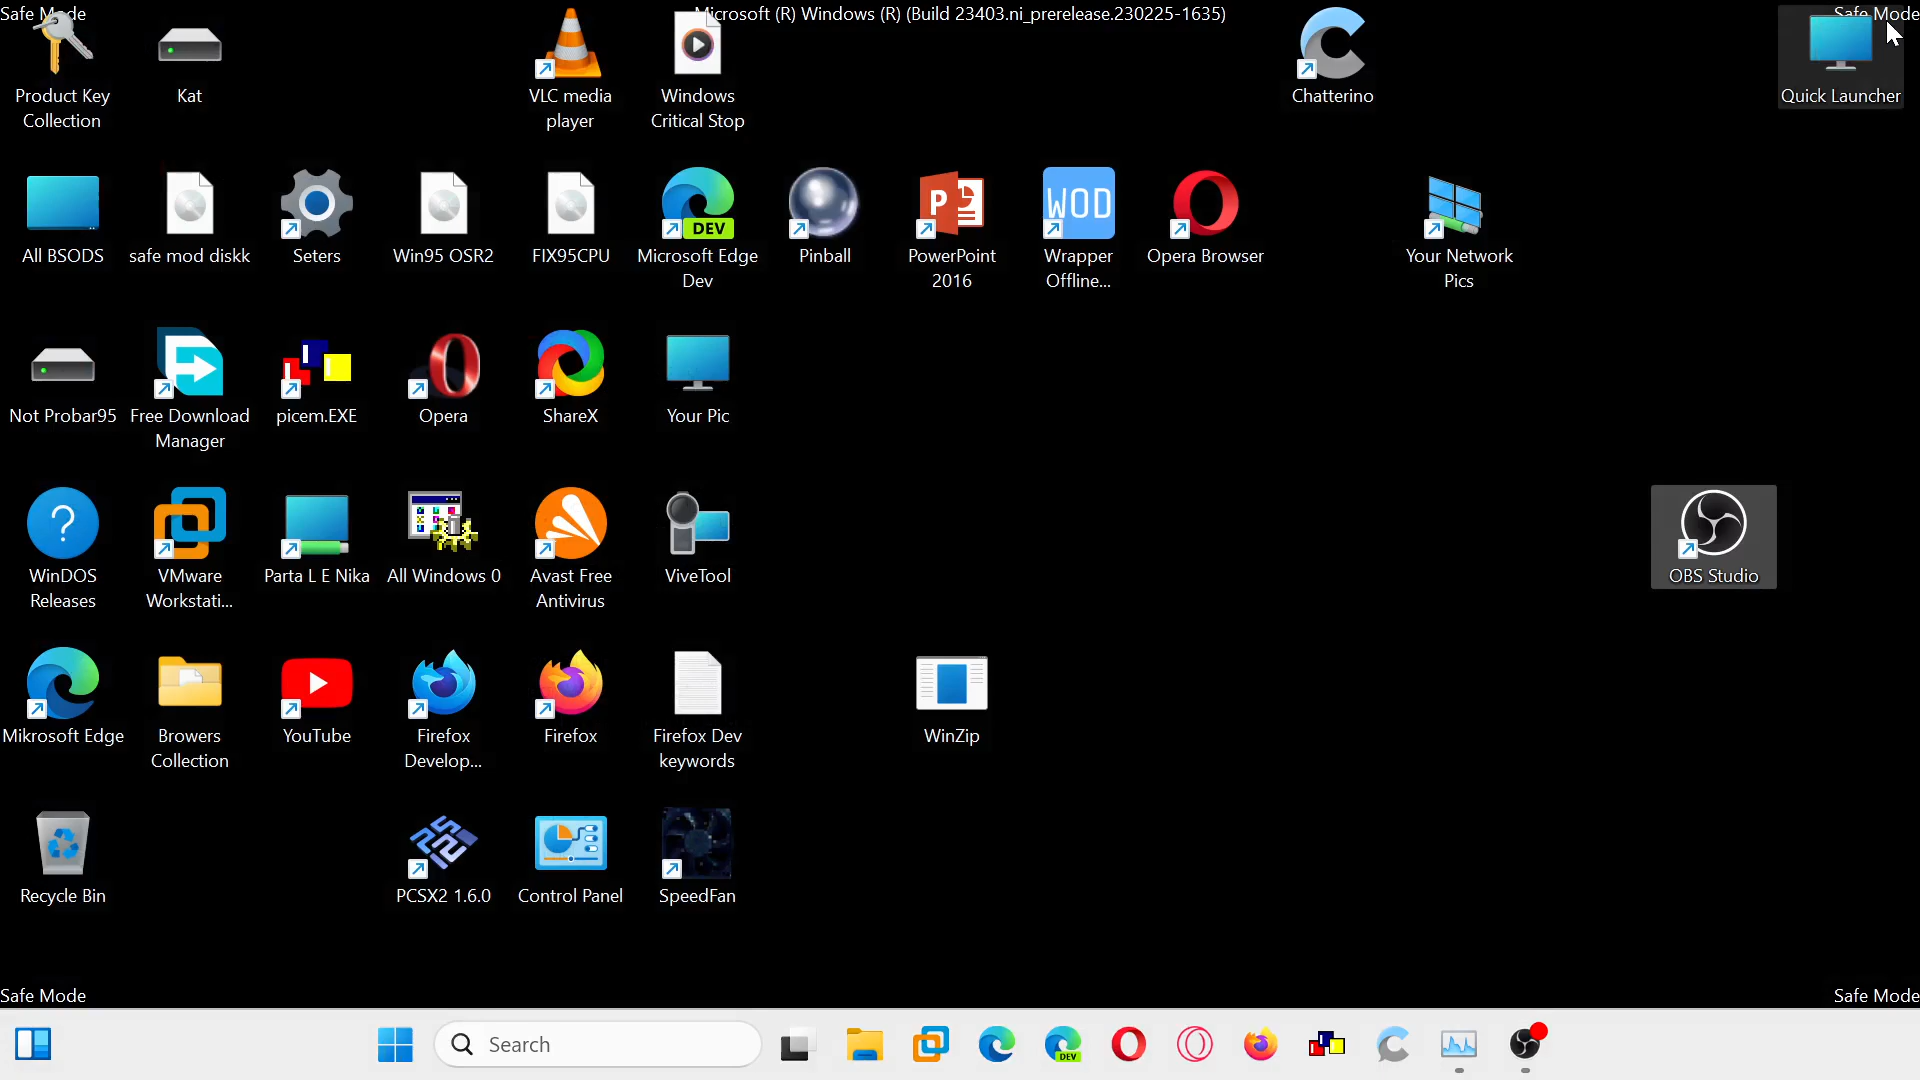 Safe Mode
Microsoft (R) Windows (R) (Build 23403.ni_prerelease.230225-1635)
Safe Mode
Product Key
Collection
Kat
VLC media
player
Windows
Critical Stop
Chatterino
Quick Launcher
All BSODS
safe mod diskk
Seters
Win95 OSR2
FIX95CPU
DEV
Microsoft Edge
Dev
Pinball
PowerPoint
2016
WOD
Wrapper
Offline...
Opera Browser
Your Network
Pics
Not Probar95
Free Download
Manager
picem.EXE
Opera
ShareX
Your Pic
WinDOS
Releases
VMware
Workstati...
Parta L E Nika
All Windows 0
Avast Free
Antivirus
ViveTool
OBS Studio
Mikrosoft Edge
Browers
Collection
YouTube
Firefox
Develop...
Firefox
Firefox Dev
keywords
WinZip
Recycle Bin
PCSX2 1.6.0
Control Panel
SpeedFan
Safe Mode
Safe Mode
Search
DEV